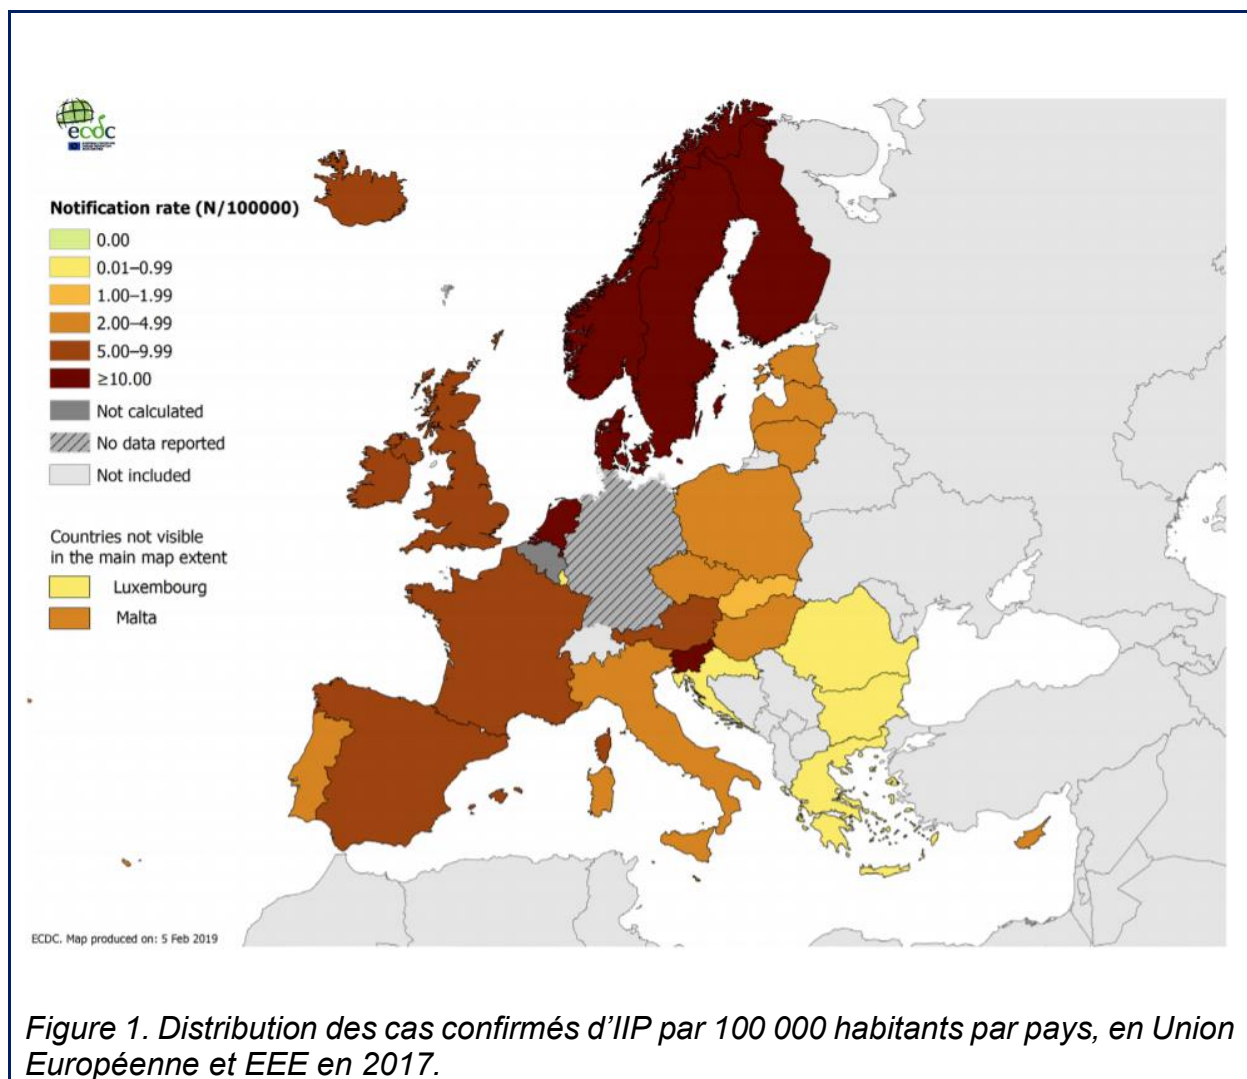 ecdc
Notification rate (N/100000)
0.00
0.01–0.99
1.00–1.99
2.00–4.99
5.00–9.99
≥10.00
Not calculated
No data reported
Not included
Countries not visible
in the main map extent
Luxembourg
Malta
ECDC. Map produced on: 5 Feb 2019
Figure 1. Distribution des cas confirmés d’IIP par 100 000 habitants par pays, en Union
Européenne et EEE en 2017.